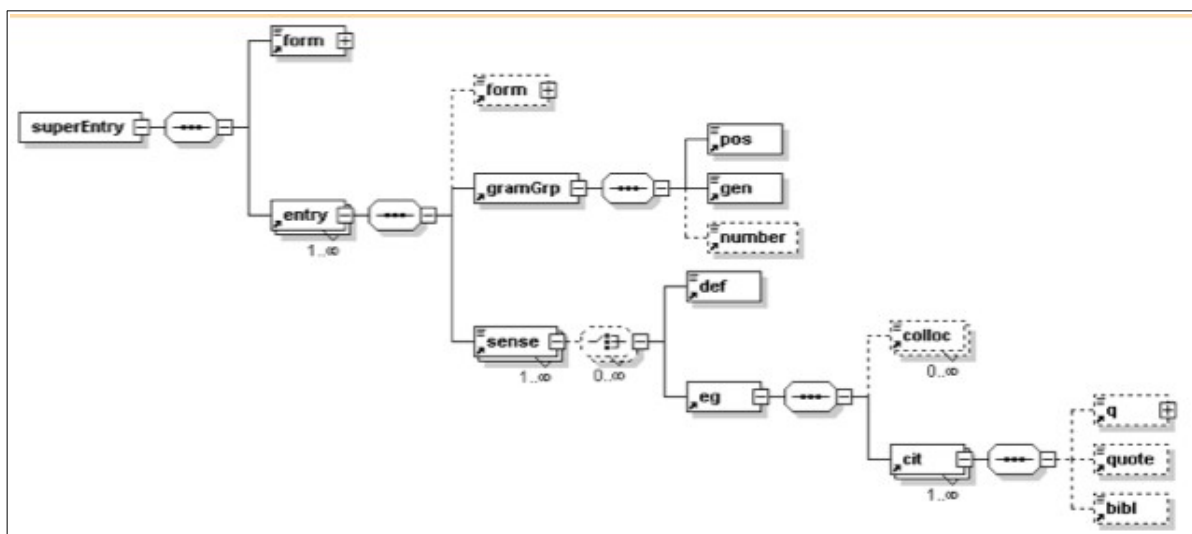 form
form
superEntry
pos
gramGrp
gen
entry
number
1..∞
def
colloc
sense
0..∞
1..∞
0..∞
eg
q
cit
quote
1..∞
bibl